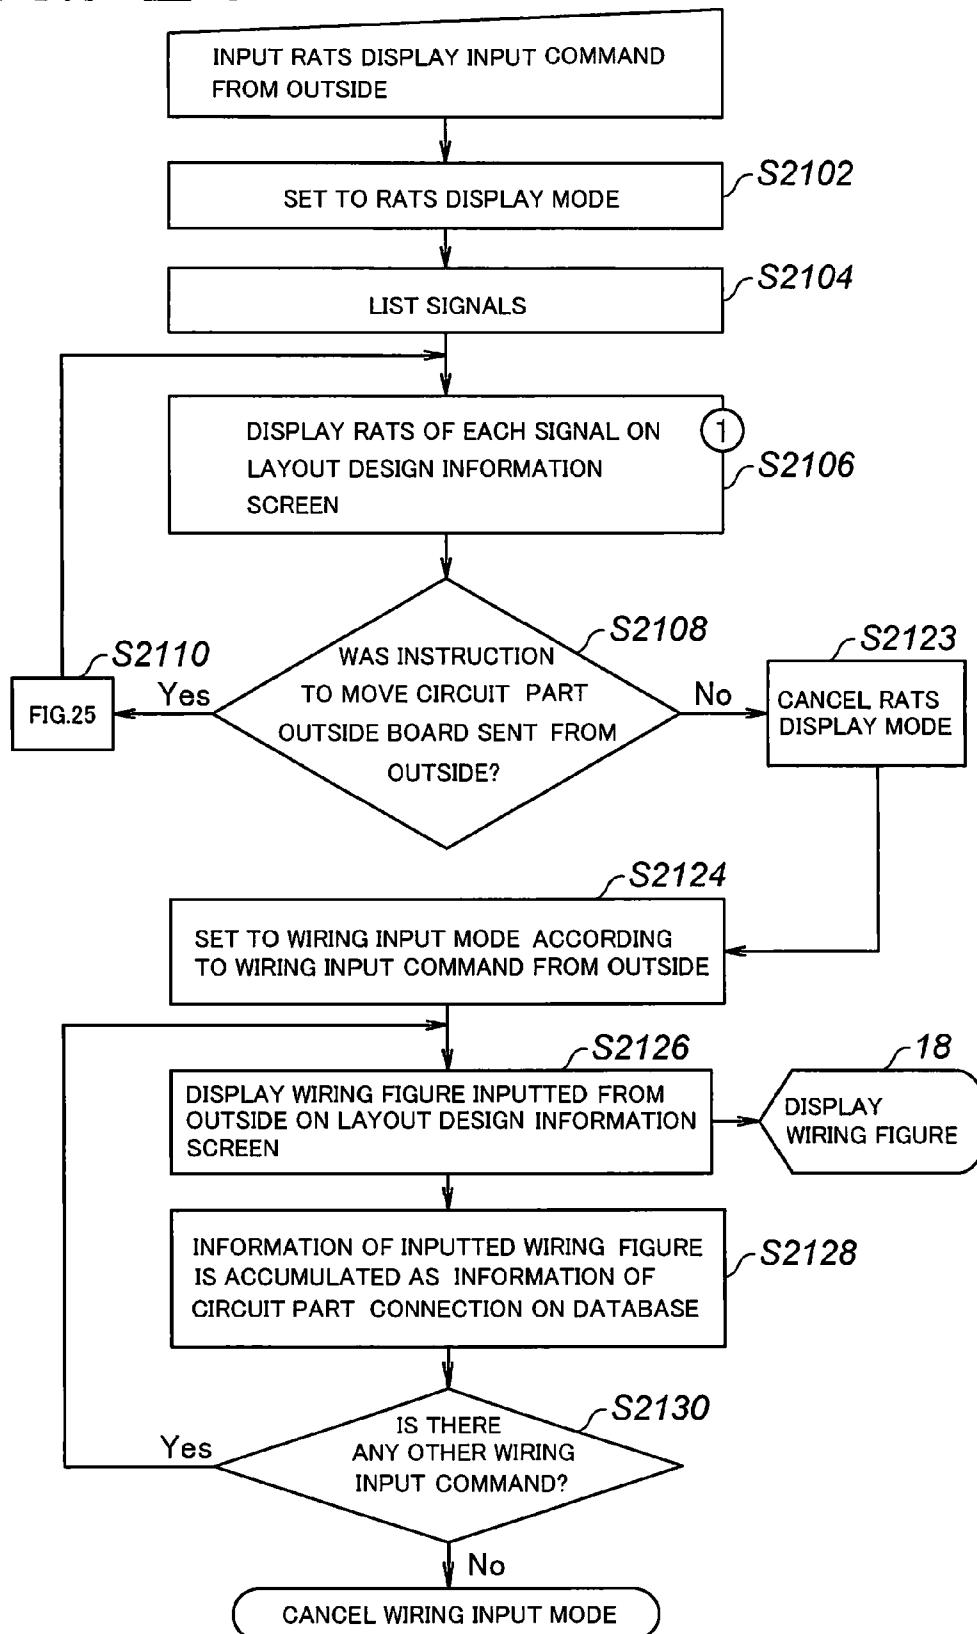 INPUT RATS DISPLAY INPUT COMMAND
FROM OUTSIDE
S2102
SET TO RATS DISPLAY MODE
S2104
LIST SIGNALS
DISPLAY RATS OF EACH SIGNAL ON
LAYOUT DESIGN INFORMATION
SCREEN
1
S2106
S2108
WAS INSTRUCTION
TO MOVE CIRCUIT PART
OUTSIDE BOARD SENT FROM
OUTSIDE?
S2110
Yes
FIG.25
No
S2123
CANCEL RATS
DISPLAY MODE
S2124
SET TO WIRING INPUT MODE ACCORDING
TO WIRING INPUT COMMAND FROM OUTSIDE
S2126
DISPLAY WIRING FIGURE INPUTTED FROM
OUTSIDE ON LAYOUT DESIGN INFORMATION
SCREEN
18
DISPLAY
WIRING FIGURE
INFORMATION OF INPUTTED WIRING FIGURE
IS ACCUMULATED AS INFORMATION OF
CIRCUIT PART CONNECTION ON DATABASE
S2128
S2130
IS THERE
ANY OTHER WIRING
INPUT COMMAND?
Yes
No
CANCEL WIRING INPUT MODE